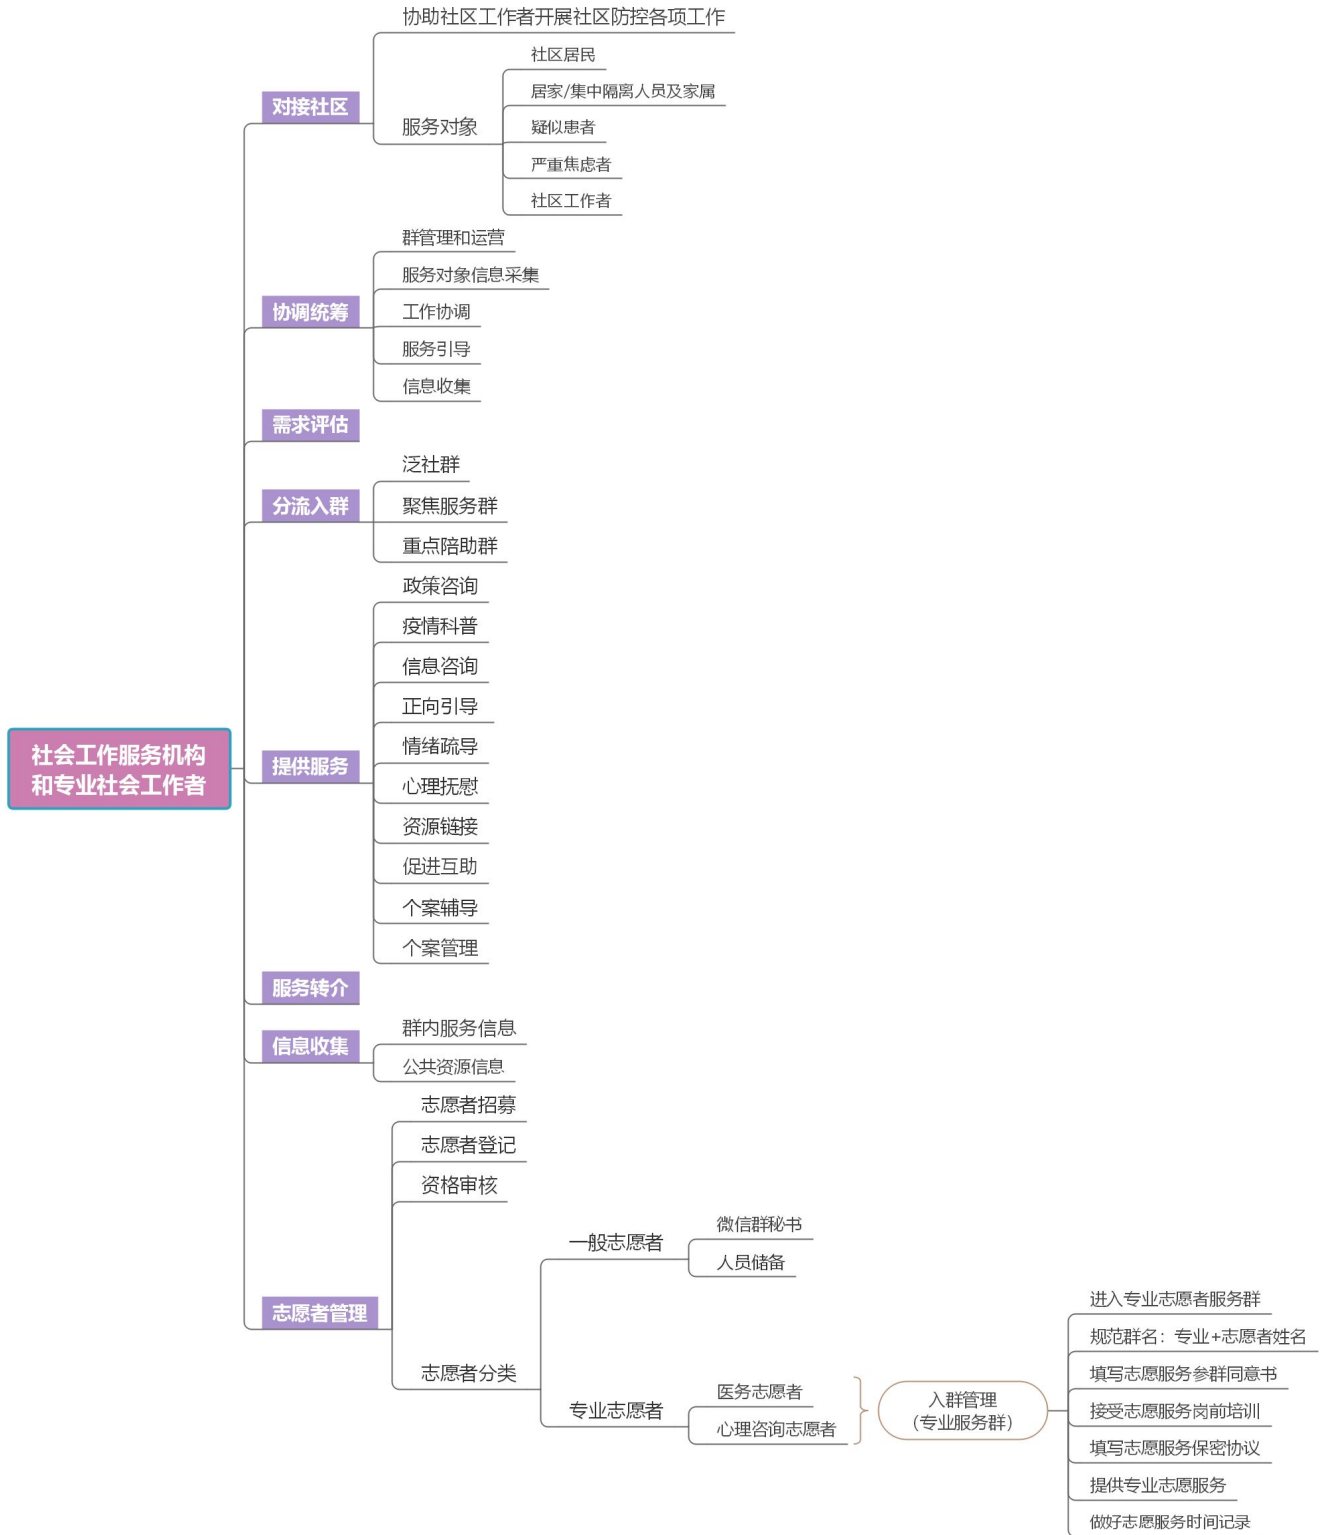 协助社区工作者开展社区防控各项工作
社区居民
居家/集中隔离人员及家属
对接社区
服务对象
疑似患者
严重焦虑者
社区工作者
群管理和运营
服务对象信息采集
协调统筹
工作协调
服务引导
信息收集
需求评估
泛社群
分流入群
聚焦服务群
重点陪助群
政策咨询
疫情科普
信息咨询
正向引导
情绪疏导
社会工作服务机构
和专业社会工作者
提供服务
心理抚慰
资源链接
促进互助
个案辅导
个案管理
服务转介
信息收集
群内服务信息
公共资源信息
志愿者招募
志愿者登记
资格审核
一般志愿者
微信群秘书
人员储备
志愿者管理
志愿者分类
专业志愿者
医务志愿者
心理咨询志愿者
入群管理
（专业服务群）
进入专业志愿者服务群
规范群名：专业+志愿者姓名
填写志愿服务参群同意书
接受志愿服务岗前培训
填写志愿服务保密协议
提供专业志愿服务
做好志愿服务时间记录